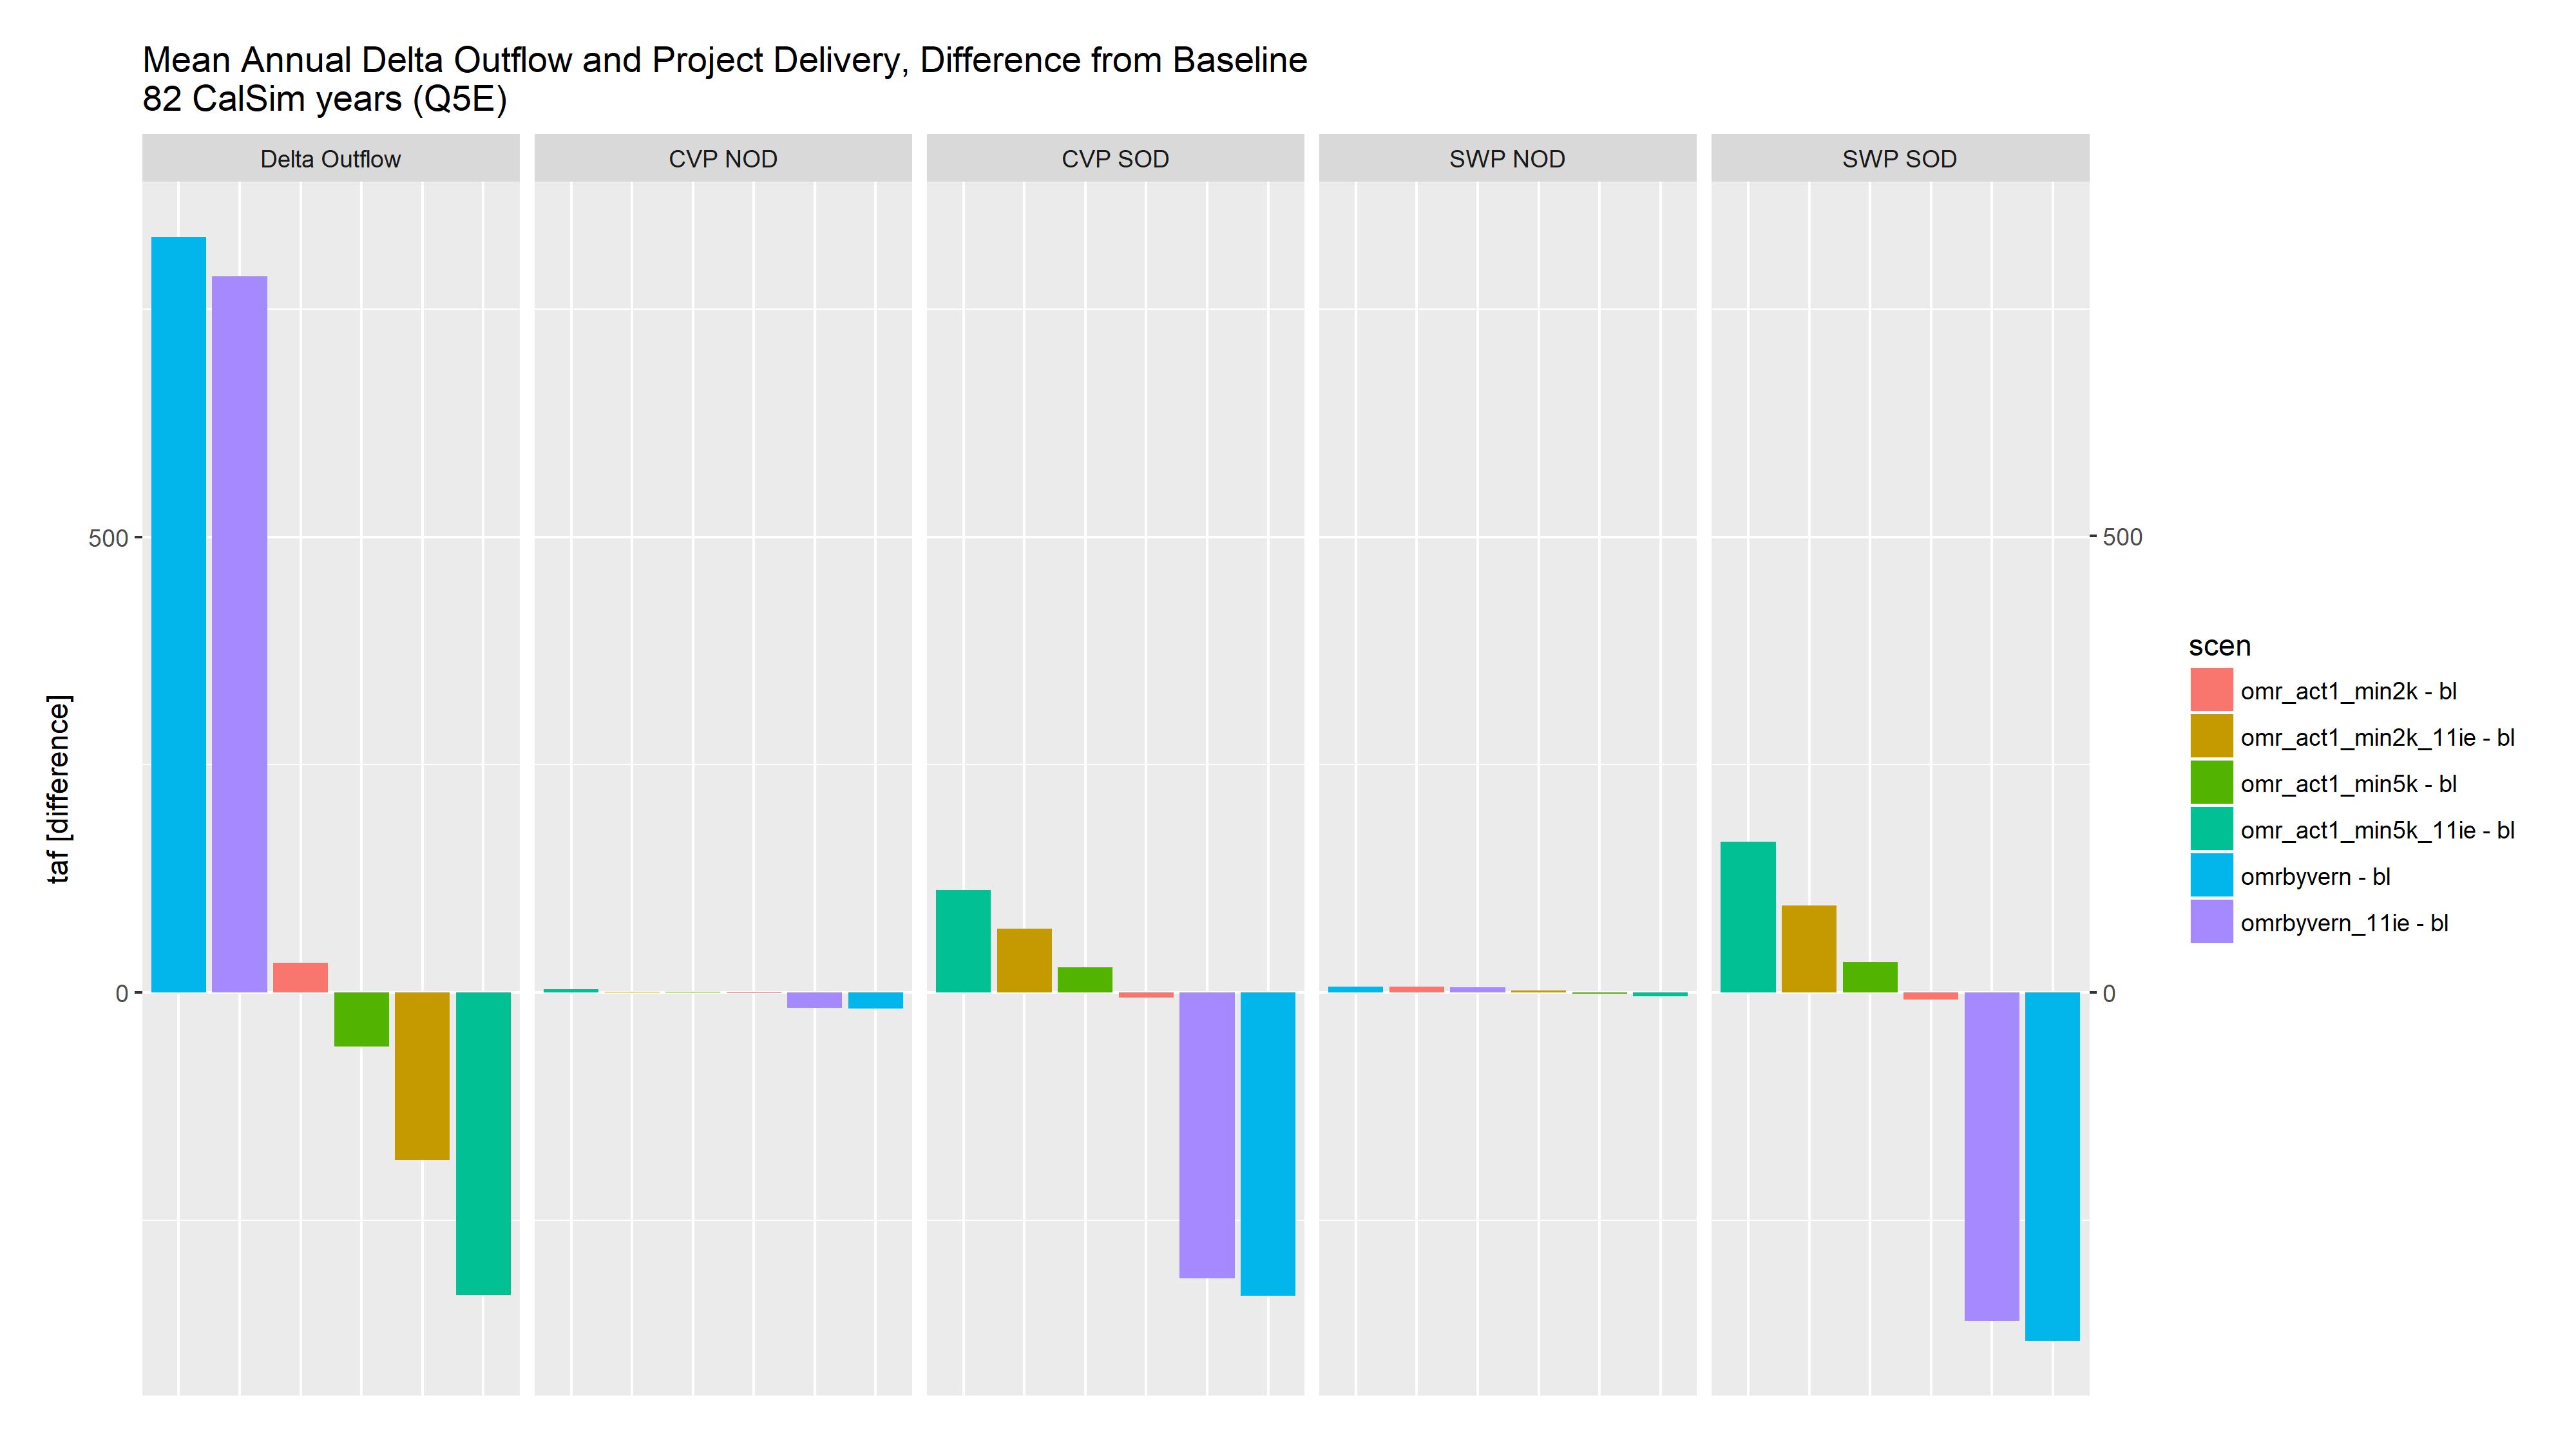 Mean Annual Delta Outflow and Project Delivery, Difference from Baseline
82 CalSim years (Q5E)
Delta Outflow
CVP NOD
CVP SOD
SWP NOD
SWP SOD
500
0
taf [difference]
500
0
scen
omr_act1_min2k - bl
omr_act1_min2k_11ie - bl
omr_act1_min5k - bl
omr_act1_min5k_11ie - bl
omrbyvern - bl
omrbyvern_11ie - bl